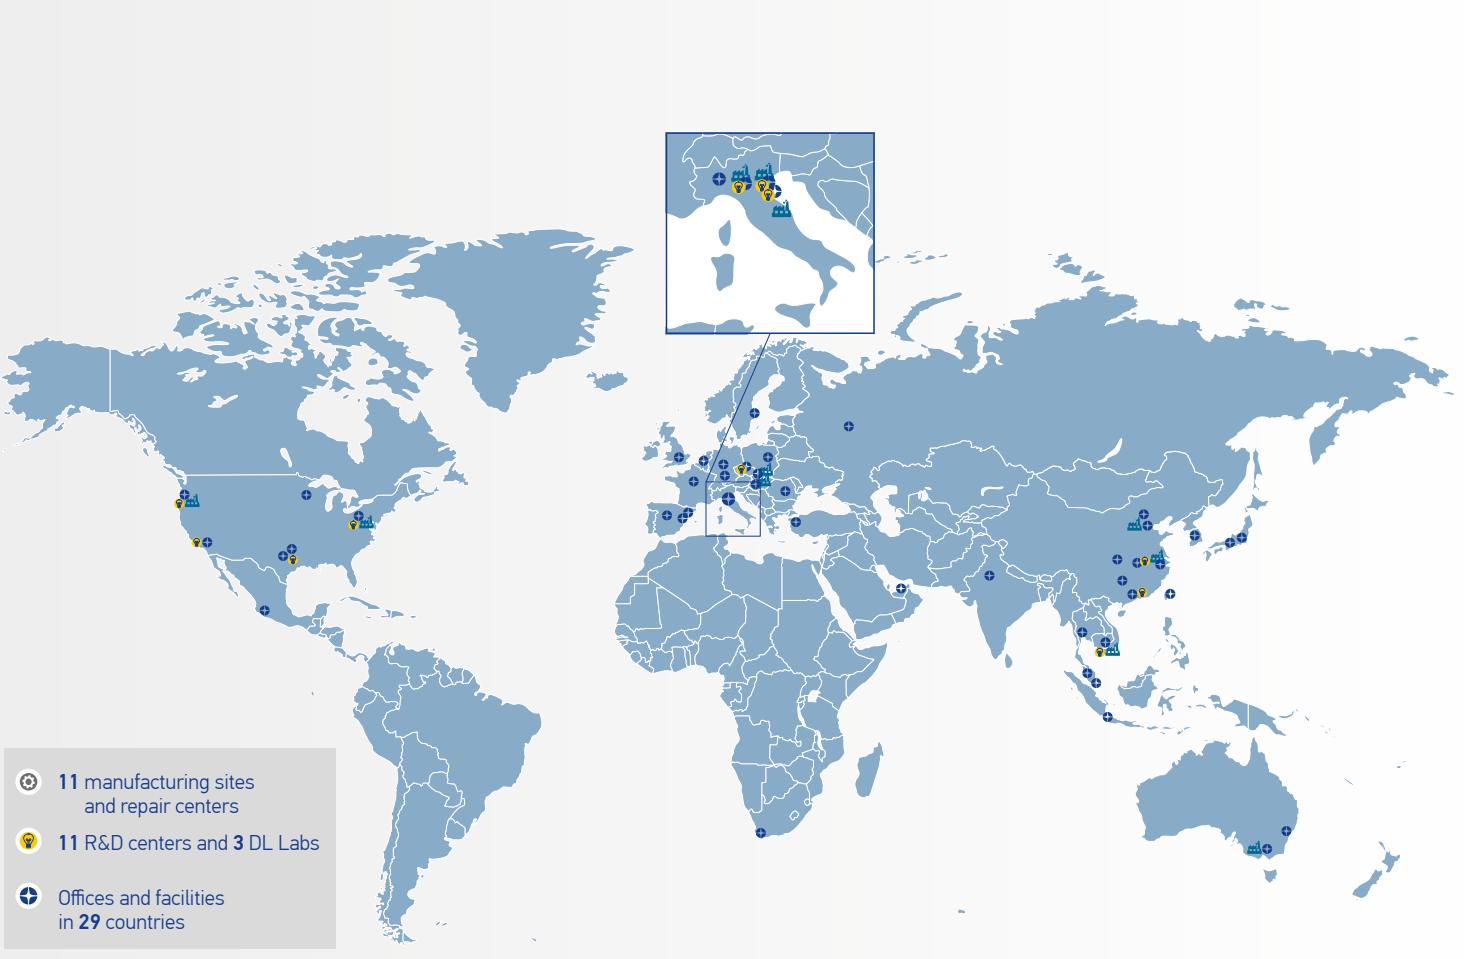 11 manufacturing sites
and repair centers
11 R&D centers and 3 DL Labs
Offices and facilities
in 29 countries